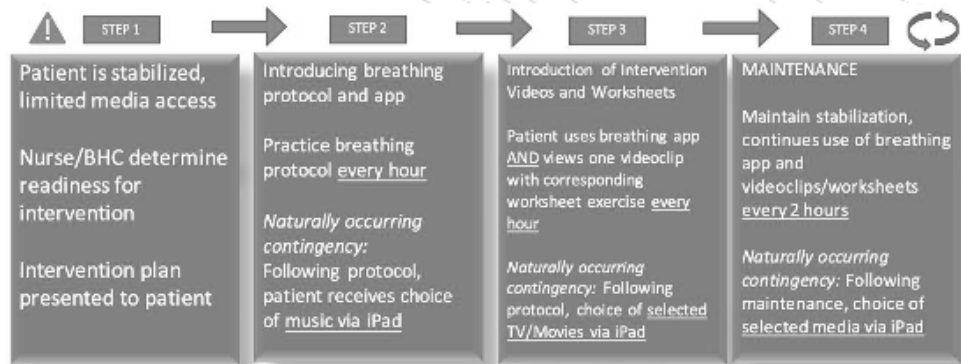 STEP 1
Patient is stabilized,
limited media access
Nurse/BHC determine
readiness for
intervention
Intervention plan
presented to patient
STEP 2
Introducing breathing
protocol and app
Practice breathing
protocol every hour
Naturally occurring
contingency:
Following protocol,
patient receives choice
of music via iPad
STEP 3
Introduction of Intervention
Videos and Worksheets
Patient uses breathing app
AND views one videoclip
with corresponding
worksheet exercise every
hour
Naturally occurring
contingency: Following
protocol, choice of selected
TV/Movies via iPad
STEP 4
MAINTENANCE
Maintain stabilization,
continues use of breathing
app and
videoclips/worksheets
every 2 hours
Naturally occurring
contingency: Following
maintenance, choice of
selected media via iPad